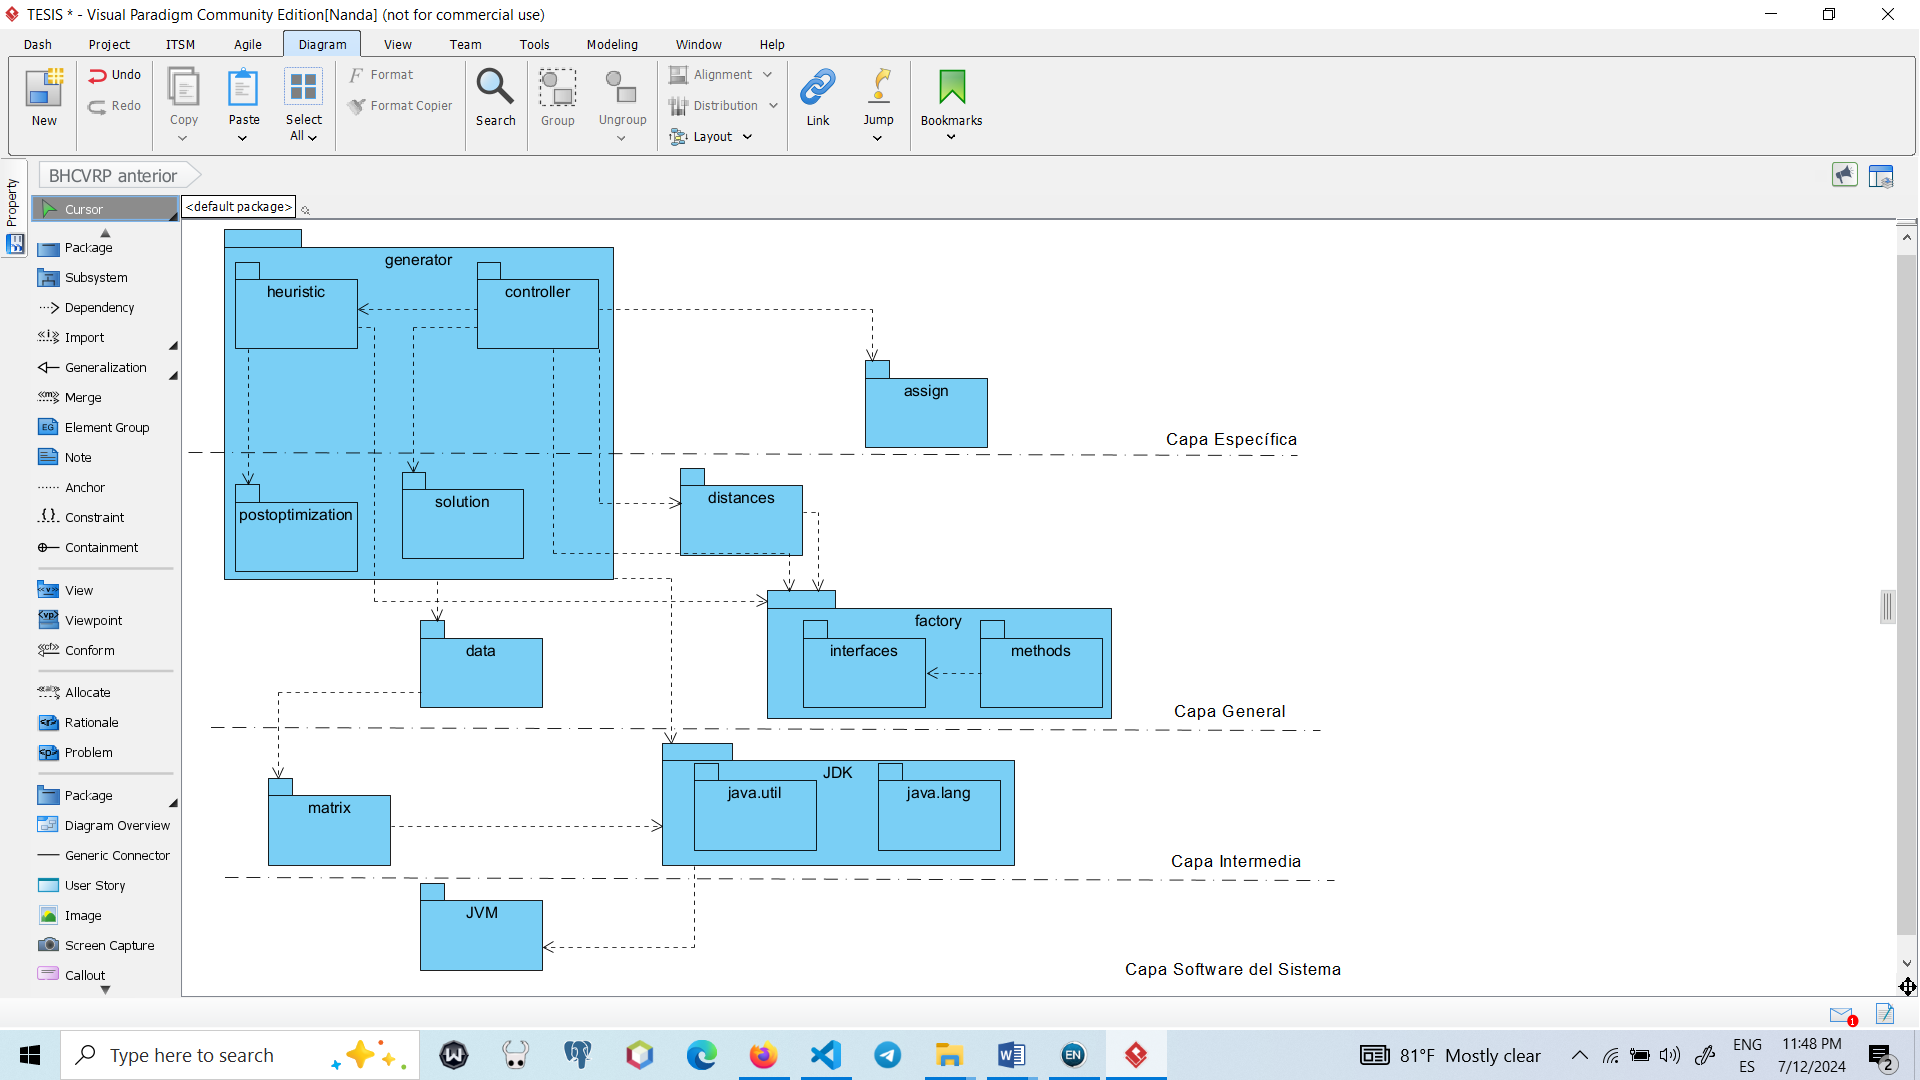 TESIS * - Visual Paradigm Community Edition[Nanda] (not for commercial use)
Dash Project ITSM Agile Diagram View Team Tools Modeling Window Help
New
Undo
Redo
Copy
Paste
Select
All
Format
Format Copier
Search
Group
Ungroup
Alignment
Distribution
Layout
Link
Jump
Bookmarks
Property
BHCVRP anterior
<default package>
Cursor
Package
Subsystem
Dependency
Import
Generalization
Merge
Element Group
Note
Anchor
Constraint
Containment
View
Viewpoint
Conform
Allocate
Rationale
Problem
Package
Diagram Overview
Generic Connector
User Story
Image
Screen Capture
Callout
generator
heuristic
controller
assign
Capa Específica
postoptimization
solution
distances
data
factory
interfaces
methods
Capa General
matrix
JDK
java.util
java.lang
Capa Intermedia
JVM
Capa Software del Sistema
1
Type here to search
EN
81°F Mostly clear
ENG
ES
11:48 PM
7/12/2024
2